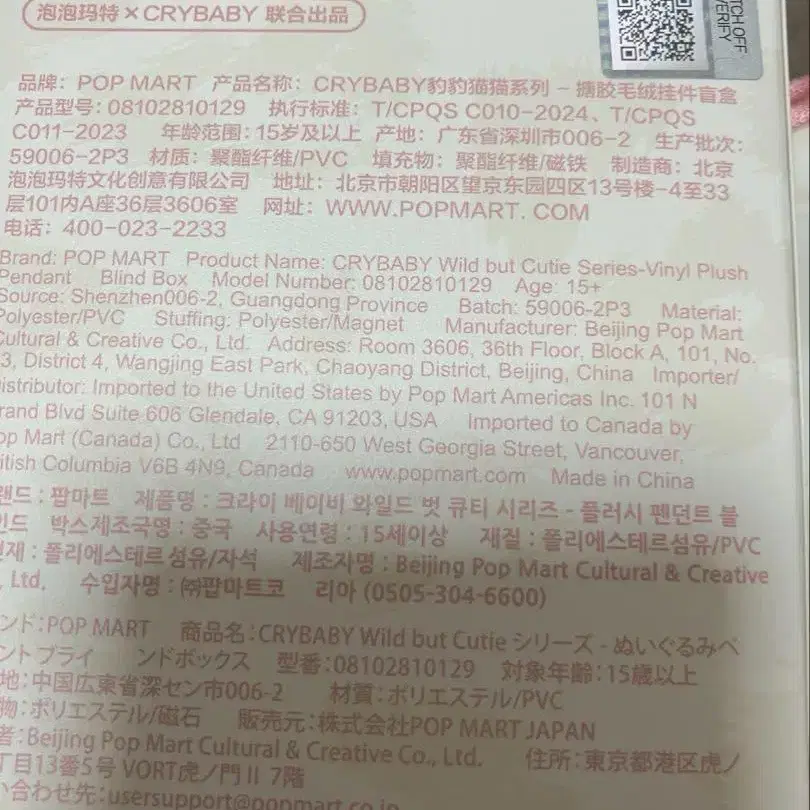 泡泡玛特×CRYBABY 联合出品
TCH OFF
VERIFY
品牌：POP MART 产品名称：CRYBABY豹豹猫猫系列 - 搪胶毛绒挂件盲盒
产品型号：08102810129 执行标准：T/CPQS C010-2024、T/CPQS
C011-2023 年龄范围：15岁及以上 产地：广东省深圳市006-2 生产批次：
59006-2P3 材质：聚酯纤维/PVC 填充物：聚酯纤维/磁铁 制造商：北京
泡泡玛特文化创意有限公司 地址：北京市朝阳区望京东园四区13号楼-4至33
层101内A座36层3606室 网址：WWW.POPMART. COM
电话：400-023-2233
Brand: POP MART Product Name: CRYBABY Wild but Cutie Series-Vinyl Plush
Pendant Blind Box Model Number: 08102810129 Age: 15+
Source: Shenzhen006-2, Guangdong Province Batch: 59006-2P3 Material:
Polyester/PVC Stuffing: Polyester/Magnet Manufacturer: Beijing Pop Mart
Cultural & Creative Co., Ltd. Address: Room 3606, 36th Floor, Block A, 101, No.
3, District 4, Wangjing East Park, Chaoyang District, Beijing, China Importer/
istributor: Imported to the United States by Pop Mart Americas Inc. 101 N
rand Blvd Suite 606 Glendale, CA 91203, USA Imported to Canada by
op Mart (Canada) Co., Ltd 2110-650 West Georgia Street, Vancouver,
itish Columbia V6B 4N9, Canada www.popmart.com Made in China
랜드 : 팝마트 제품명 : 크라이 베이비 와일드 벗 큐티 시리즈 - 플러시 펜던트 블
인드 박스제조국명 : 중국 사용연령 : 15세이상 재질 : 폴리에스테르섬유/PVC
전재 : 폴리에스테르섬유/자석 제조자명 : Beijing Pop Mart Cultural & Creative
, Ltd. 수입자명 : ㈜팝마트코 리아 (0505-304-6600)
ンド：POP MART 商品名：CRYBABY Wild but Cutie シリーズ - ぬいぐるみペ
ント ブライ ンドボックス 型番：08102810129 対象年齢：15歳以上
地：中国広東省深セン市006-2 材質：ポリエステル/PVC
物：ポリエステル/磁石 販売元：株式会社POP MART JAPAN
者：Beijing Pop Mart Cultural & Creative Co., Ltd. 住所：東京都港区虎ノ
丁目13番5号 VORT虎ノ門Ⅱ 7階
い合わせ先：usersupport@popmart.co.jp